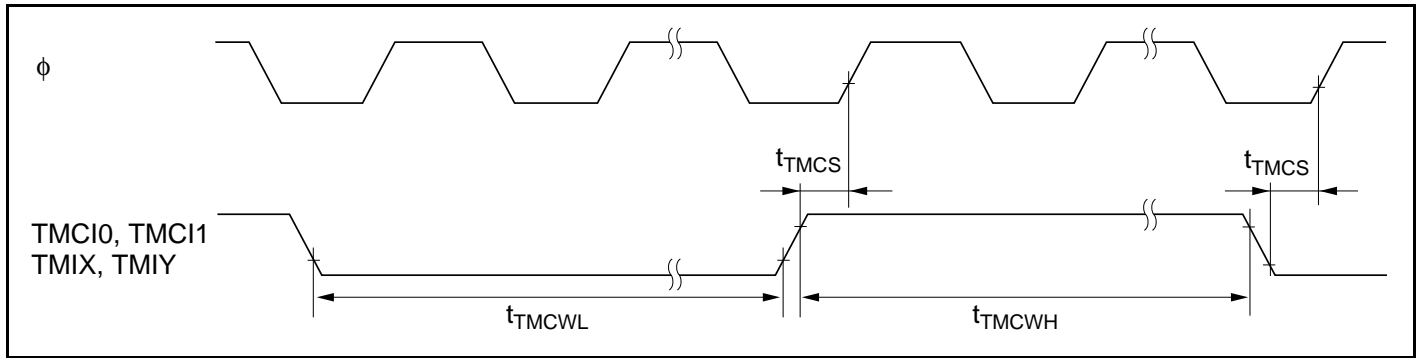 ϕ
tTMCS
tTMCS
TMCI0, TMCI1
TMIX, TMIY
tTMCWL
tTMCWH